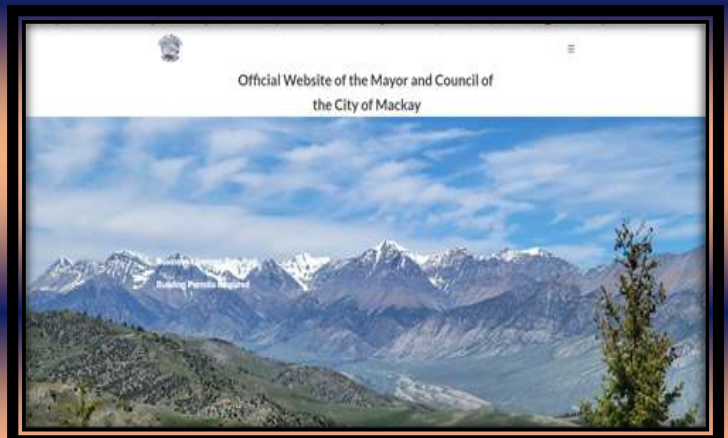 Official Website of the Mayor and Council of
the City of Mackay
Building Permits Required